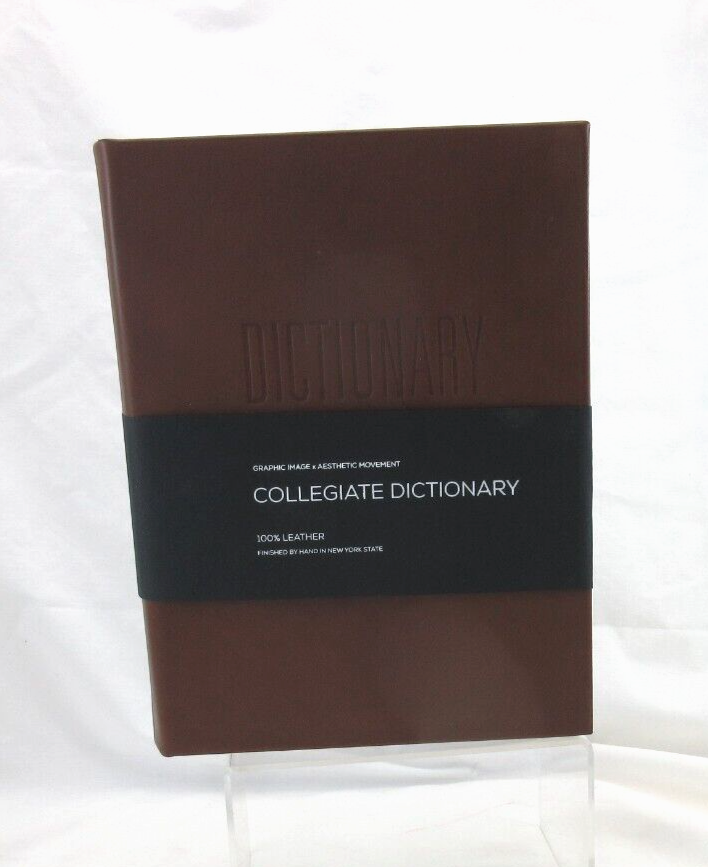 DICTIONARY
GRAPHIC IMAGE x AESTHETIC MOVEMENT
COLLEGIATE DICTIONARY
100% LEATHER
FINISHED BY HAND IN NEW YORK STATE